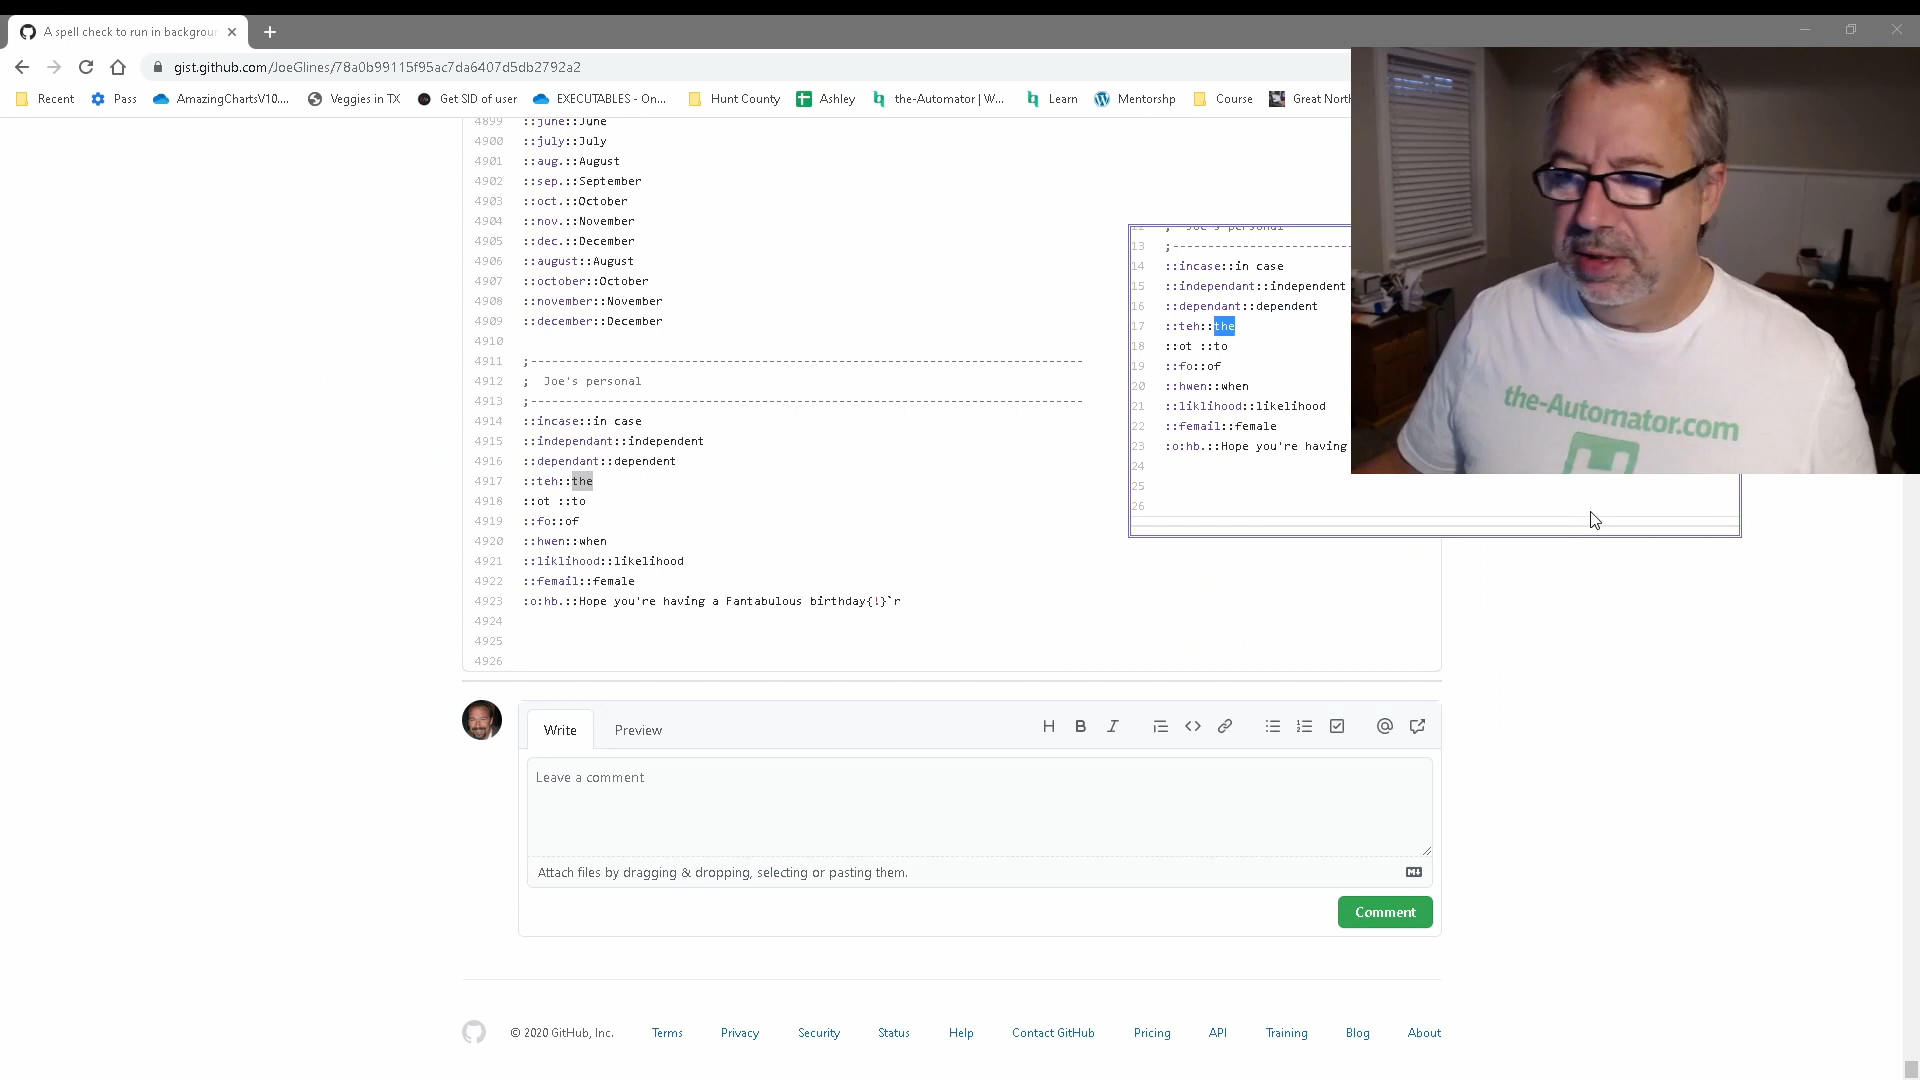 A spell check to run in backgroun
gist.github.com/JoeGlines/78a0b99115f95ac7da6407d5db2792a2
Recent Pass AmazingChartsV10.... Veggies in TX Get SID of user EXECUTABLES - On... Hunt County Ashley the-Automator | W... Learn Mentorshp Course Great North
4899 ::june::June
4900 ::july::July
4901 ::aug.::August
4902 ::sep.::September
4903 ::oct.::October
4904 ::nov.::November
4905 ::dec.::December
4906 ::august::August
4907 ::october::October
4908 ::november::November
4909 ::december::December
4910
4911 ;-------------------------------------------------------------------------------
4912 ;  Joe's personal
4913 ;-------------------------------------------------------------------------------
4914 ::incase::in case
4915 ::independant::independent
4916 ::dependant::dependent
4917 ::teh::the
4918 ::ot ::to
4919 ::fo::of
4920 ::hwen::when
4921 ::liklihood::likelihood
4922 ::femail::female
4923 :o:hb.::Hope you're having a Fantabulous birthday{!}`r
4924
4925
4926
12 ;  Joe's personal
13 ;--------------------------
14 ::incase::in case
15 ::independant::independent
16 ::dependant::dependent
17 ::teh::the
18 ::ot ::to
19 ::fo::of
20 ::hwen::when
21 ::liklihood::likelihood
22 ::femail::female
23 :o:hb.::Hope you're having
24
25
26
the-Automator.com
Write Preview
Leave a comment
Attach files by dragging & dropping, selecting or pasting them.
Comment
© 2020 GitHub, Inc. Terms Privacy Security Status Help Contact GitHub Pricing API Training Blog About